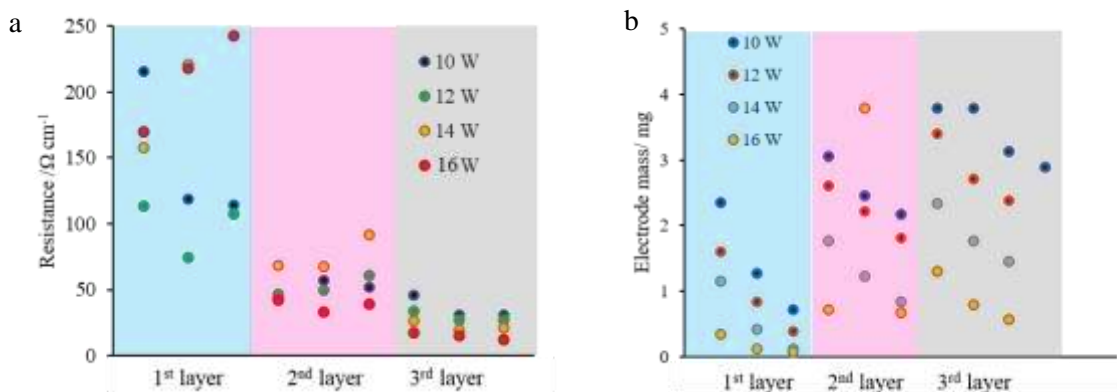 a
250
200
150
100
50
0
Resistance /Ω cm⁻¹
10 W
12 W
14 W
16 W
1ˢᵗ layer 2ⁿᵈ layer 3ʳᵈ layer
b
5
4
3
2
1
0
Electrode mass/ mg
10 W
12 W
14 W
16 W
1ˢᵗ layer 2ⁿᵈ layer 3ʳᵈ layer